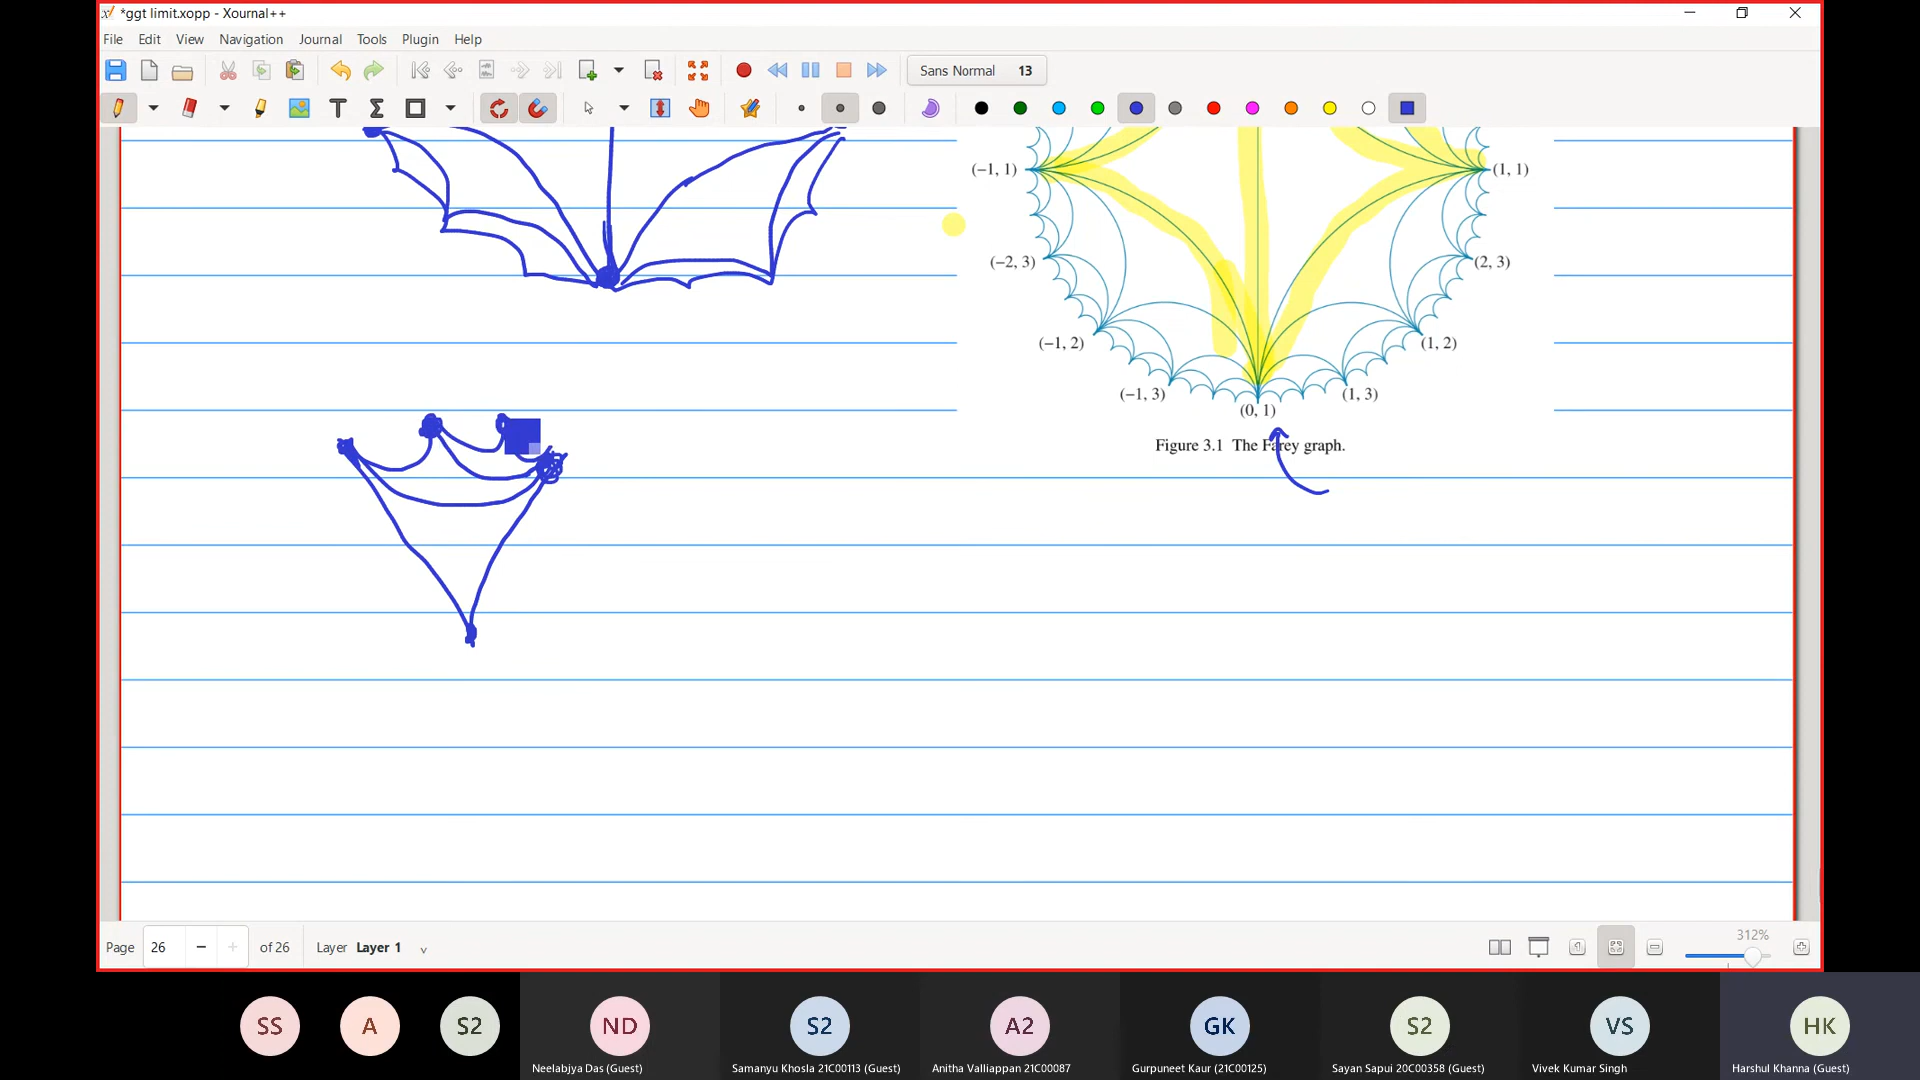 *ggt limit.xopp - Xournal++
File Edit View Navigation Journal Tools Plugin Help
Sans Normal 13
(−1, 1) (1, 1)
(−2, 3) (2, 3)
(−1, 2) (1, 2)
(−1, 3) (1, 3)
(0, 1)
Figure 3.1 The Farey graph.
Page 26 of 26 Layer Layer 1 312%
SS A S2 ND S2 A2 GK S2 VS HK
Neelabjya Das (Guest) Samanyu Khosla 21C00113 (Guest) Anitha Valliappan 21C00087 Gurpuneet Kaur (21C00125) Sayan Sapui 20C00358 (Guest) Vivek Kumar Singh Harshul Khanna (Guest)